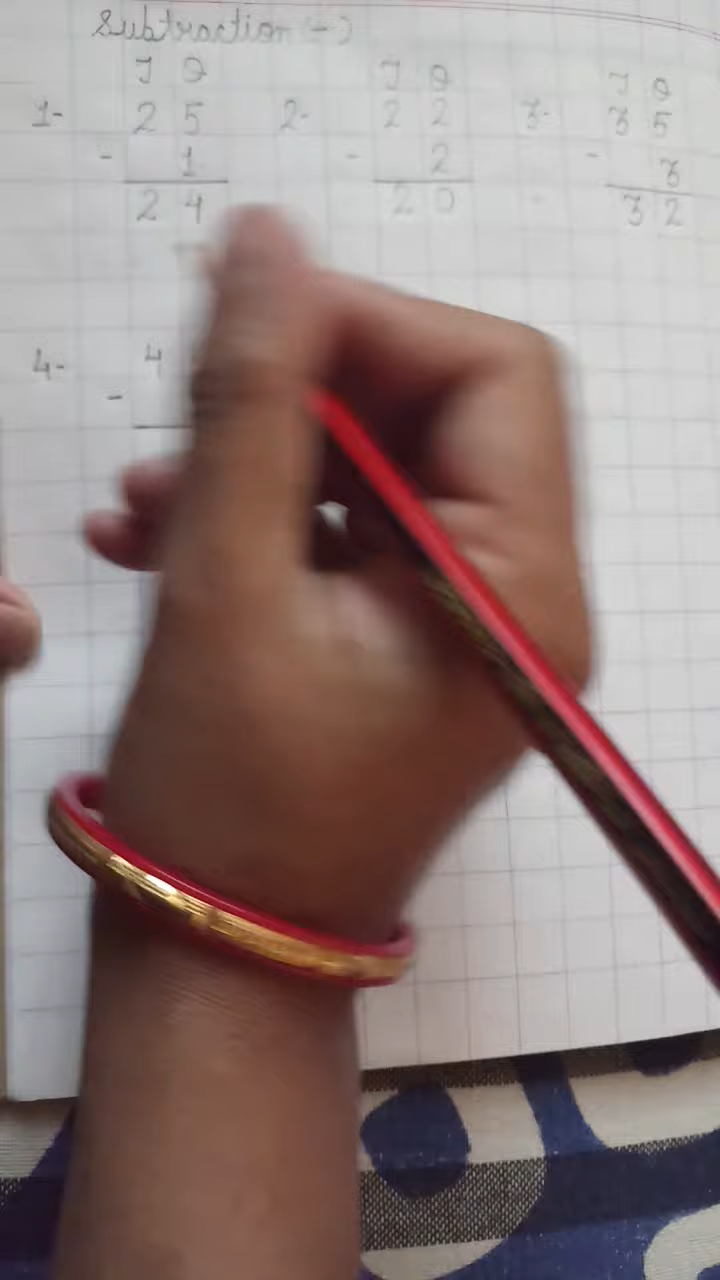 Subtraction -)
T O T O T O
1- 2 5 2- 2 2 3- 3 5
- 1 - 2 - 3
2 4 2 0 3 2
4- 4
-